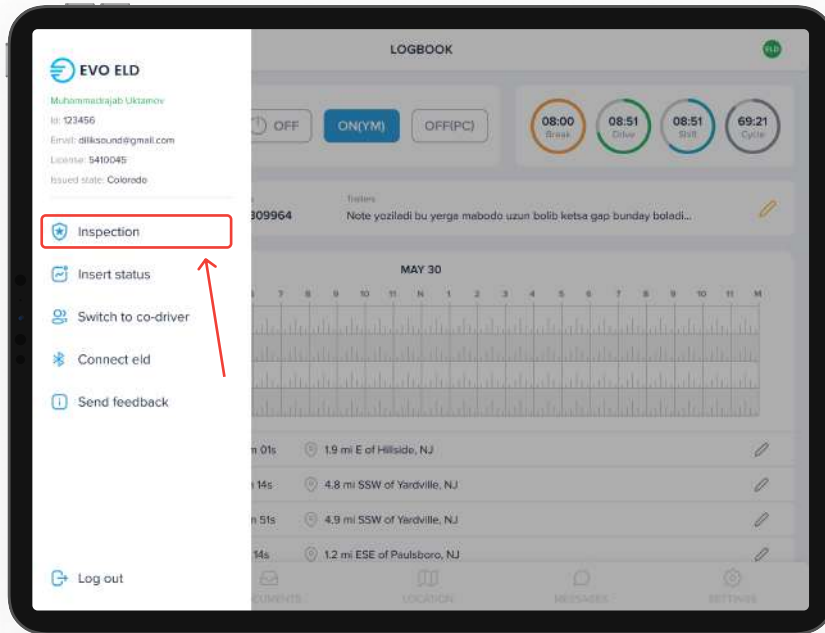 EVO ELD
Muhammadrajab Uktamov
Id: 123456
Email: dilksound@gmail.com
License: 5410045
Issued state: Colorado
Inspection
Insert status
Switch to co-driver
Connect eld
Send feedback
Log out
LOGBOOK
ELD
OFF
ON(YM)
OFF(PC)
08:00
Break
08:51
Drive
08:51
Shift
69:21
Cycle
309964
Trailers
Note yoziladi bu yerga mabodo uzun bolib ketsa gap bunday boladi...
MAY 30
7 8 9 10 11 N 1 2 3 4 5 6 7 8 9 10 11 M
01s 1.9 mi E of Hillside, NJ
14s 4.8 mi SSW of Yardville, NJ
51s 4.9 mi SSW of Yardville, NJ
14s 1.2 mi ESE of Paulsboro, NJ
LOCATION
MESSAGES
SETTINGS